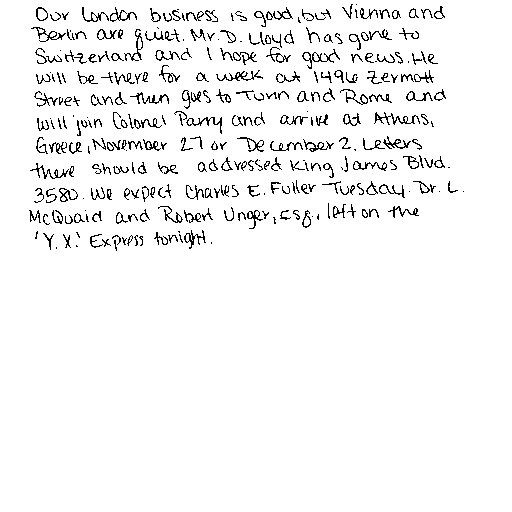 Our London business is good, but Vienna and
Berlin are quiet. Mr. D. Lloyd has gone to
Switzerland and I hope for good news. He
will be there for a week at 1496 Zermott
Street and then goes to Turin and Rome and
will join Colonel Parry and arrive at Athens,
Greece, November 27 or December 2. Letters
there should be addressed King James Blvd.
3580. We expect Charles E. Fuller Tuesday. Dr. L.
McQuaid and Robert Unger, Esq., left on the
'Y.X.' Express tonight.